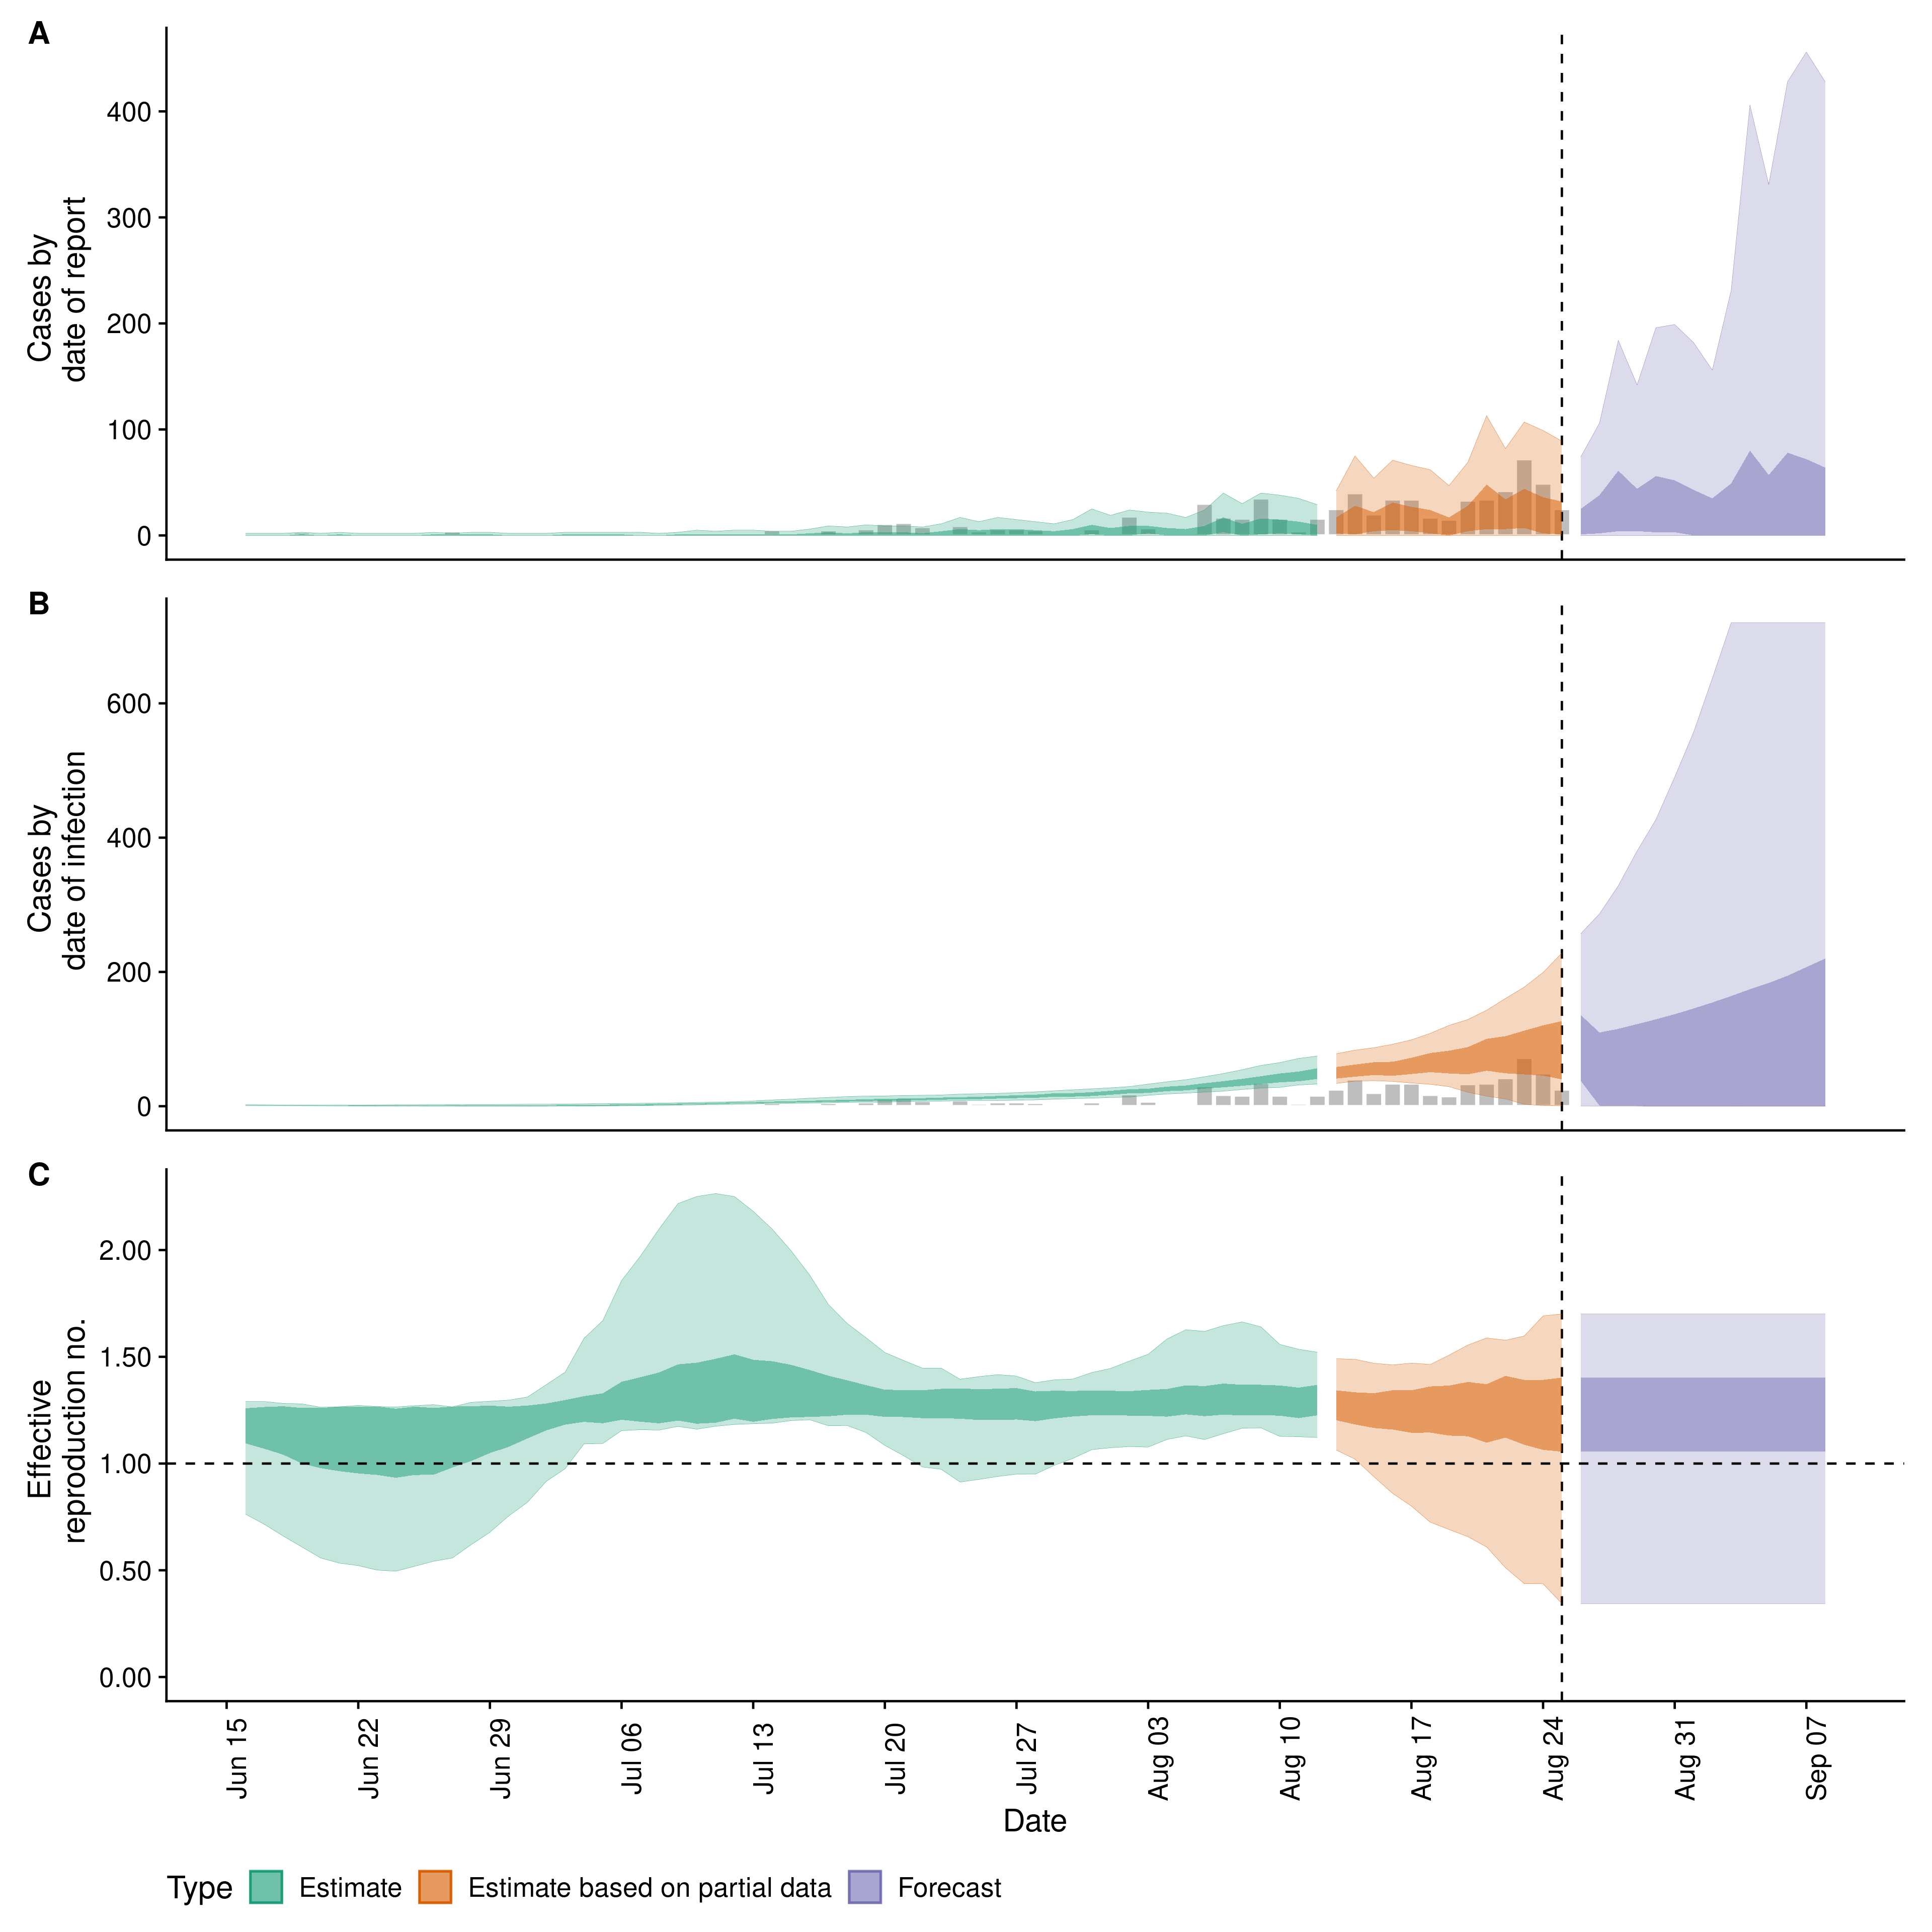 A
Cases by
date of report
400
300
200
100
0
B
Cases by
date of infection
600
400
200
0
C
Effective
reproduction no.
2.00
1.50
1.00
0.50
0.00
Jun 15
Jun 22
Jun 29
Jul 06
Jul 13
Jul 20
Jul 27
Aug 03
Aug 10
Aug 17
Aug 24
Aug 31
Sep 07
Date
Type Estimate Estimate based on partial data Forecast